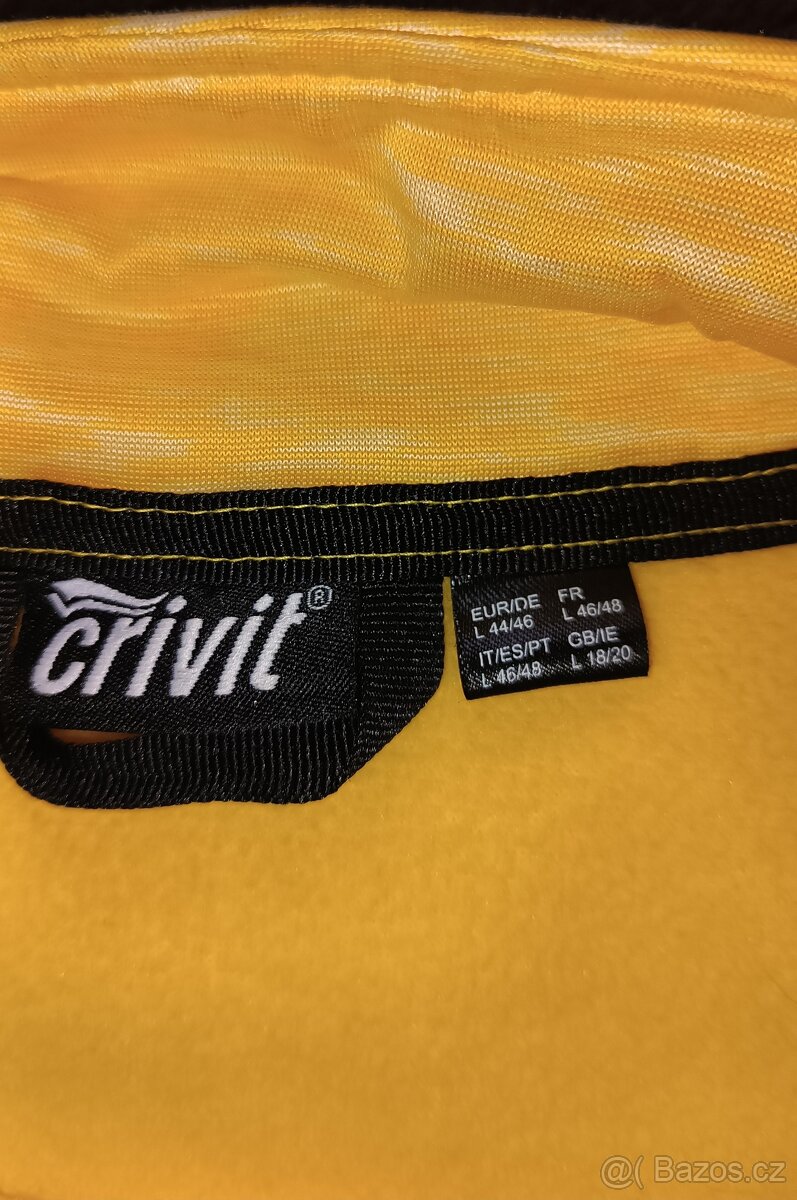 crivit®
EUR/DE FR
L 44/46 L 46/48
IT/ES/PT GB/IE
L 46/48 L 18/20
@( Bazos.cz